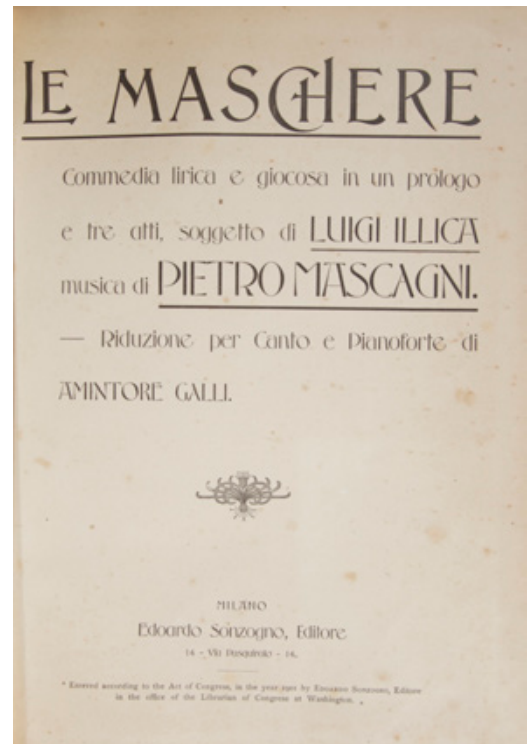 LE MASCHERE
Commedia lirica e giocosa in un prologo
e tre atti, soggetto di LUIGI ILLICA
musica di PIETRO MASCAGNI.
— Riduzione per Canto e Pianoforte di
AMINTORE GALLI.
MILANO
Edoardo Sonzogno, Editore
14 - Via Pasquirolo - 14.
Entered according to the Act of Congress, in the year 1901 by EDOARDO SONZOGNO, Editore
in the office of the Librarian of Congress at Washington.